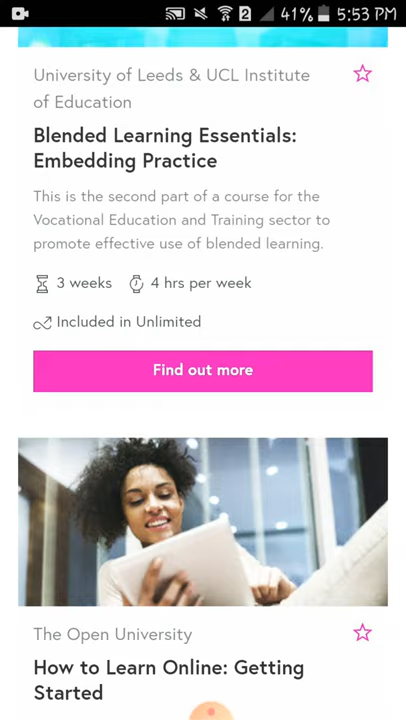 2 41% 5:53 PM
University of Leeds & UCL Institute
of Education
Blended Learning Essentials:
Embedding Practice
This is the second part of a course for the
Vocational Education and Training sector to
promote effective use of blended learning.
3 weeks 4 hrs per week
Included in Unlimited
Find out more
The Open University
How to Learn Online: Getting
Started